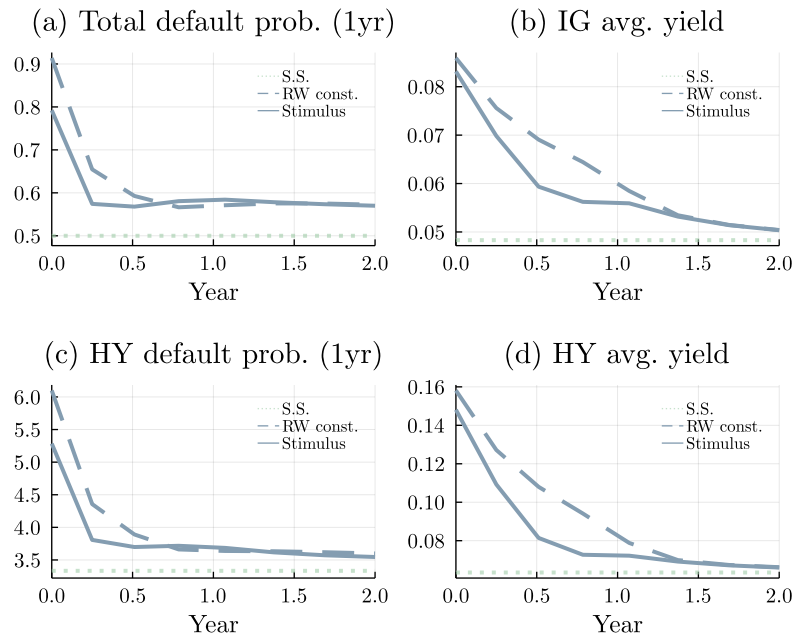 (a) Total default prob. (1yr)
0.9
0.8
0.7
0.6
0.5
S.S.
RW const.
Stimulus
0.0 0.5 1.0 1.5 2.0
Year
(b) IG avg. yield
0.08
0.07
0.06
0.05
S.S.
RW const.
Stimulus
0.0 0.5 1.0 1.5 2.0
Year
(c) HY default prob. (1yr)
6.0
5.5
5.0
4.5
4.0
3.5
S.S.
RW const.
Stimulus
0.0 0.5 1.0 1.5 2.0
Year
(d) HY avg. yield
0.16
0.14
0.12
0.10
0.08
S.S.
RW const.
Stimulus
0.0 0.5 1.0 1.5 2.0
Year